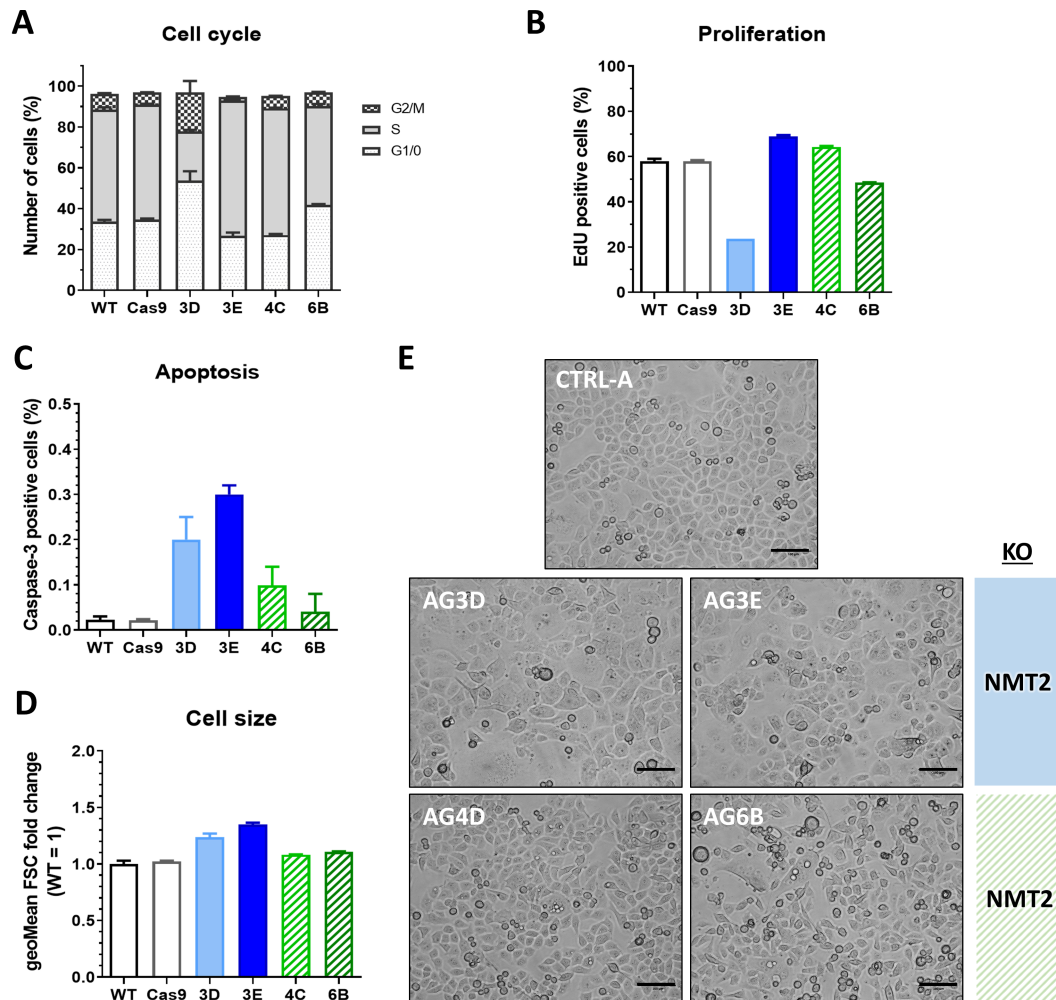 A
Cell cycle
Number of cells (%)
100
80
60
40
20
0
WT Cas9 3D 3E 4C 6B
G2/M
S
G1/0
B
Proliferation
EdU positive cells (%)
100
80
60
40
20
0
WT Cas9 3D 3E 4C 6B
C
Apoptosis
Caspase-3 positive cells (%)
0.5
0.4
0.3
0.2
0.1
0.0
WT Cas9 3D 3E 4C 6B
D
Cell size
geoMean FSC fold change
(WT = 1)
2.0
1.5
1.0
0.5
0.0
WT Cas9 3D 3E 4C 6B
E
CTRL-A
AG3D
AG3E
AG4D
AG6B
KO
NMT2
NMT2